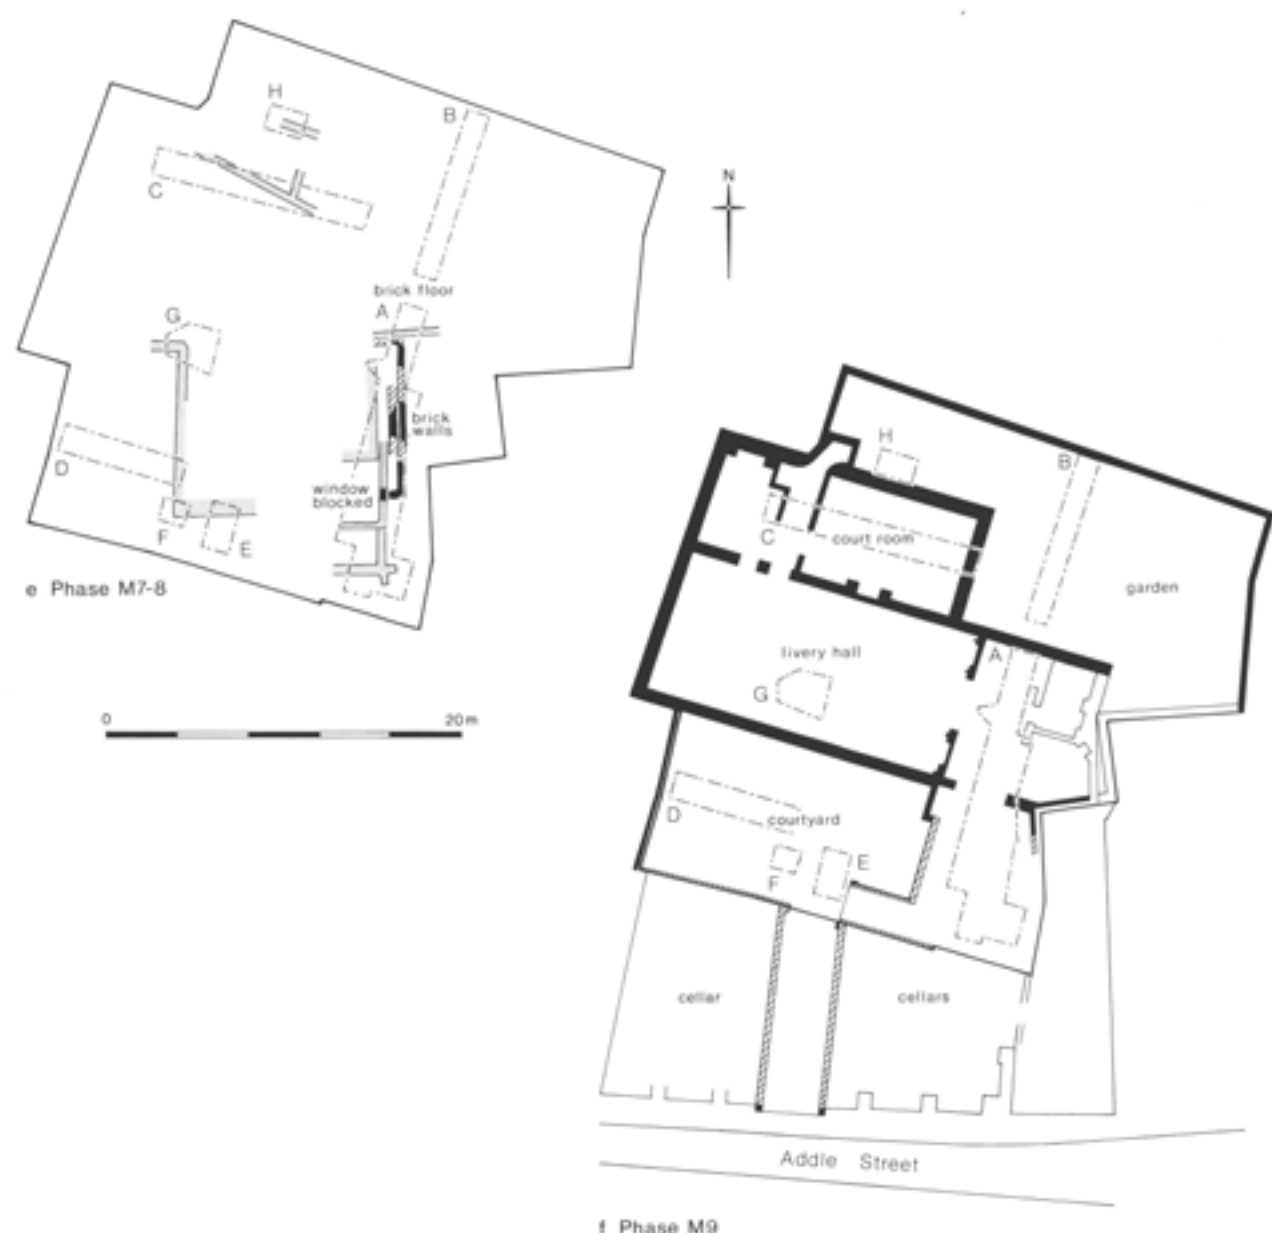 H
B
C
N
brick floor
A
G
brick
walls
D
window
blocked
F
E
e Phase M7-8
0 20m
H
B
C
court room
garden
livery hall
A
G
D
courtyard
E
F
cellar
cellars
Addle Street
f Phase M9